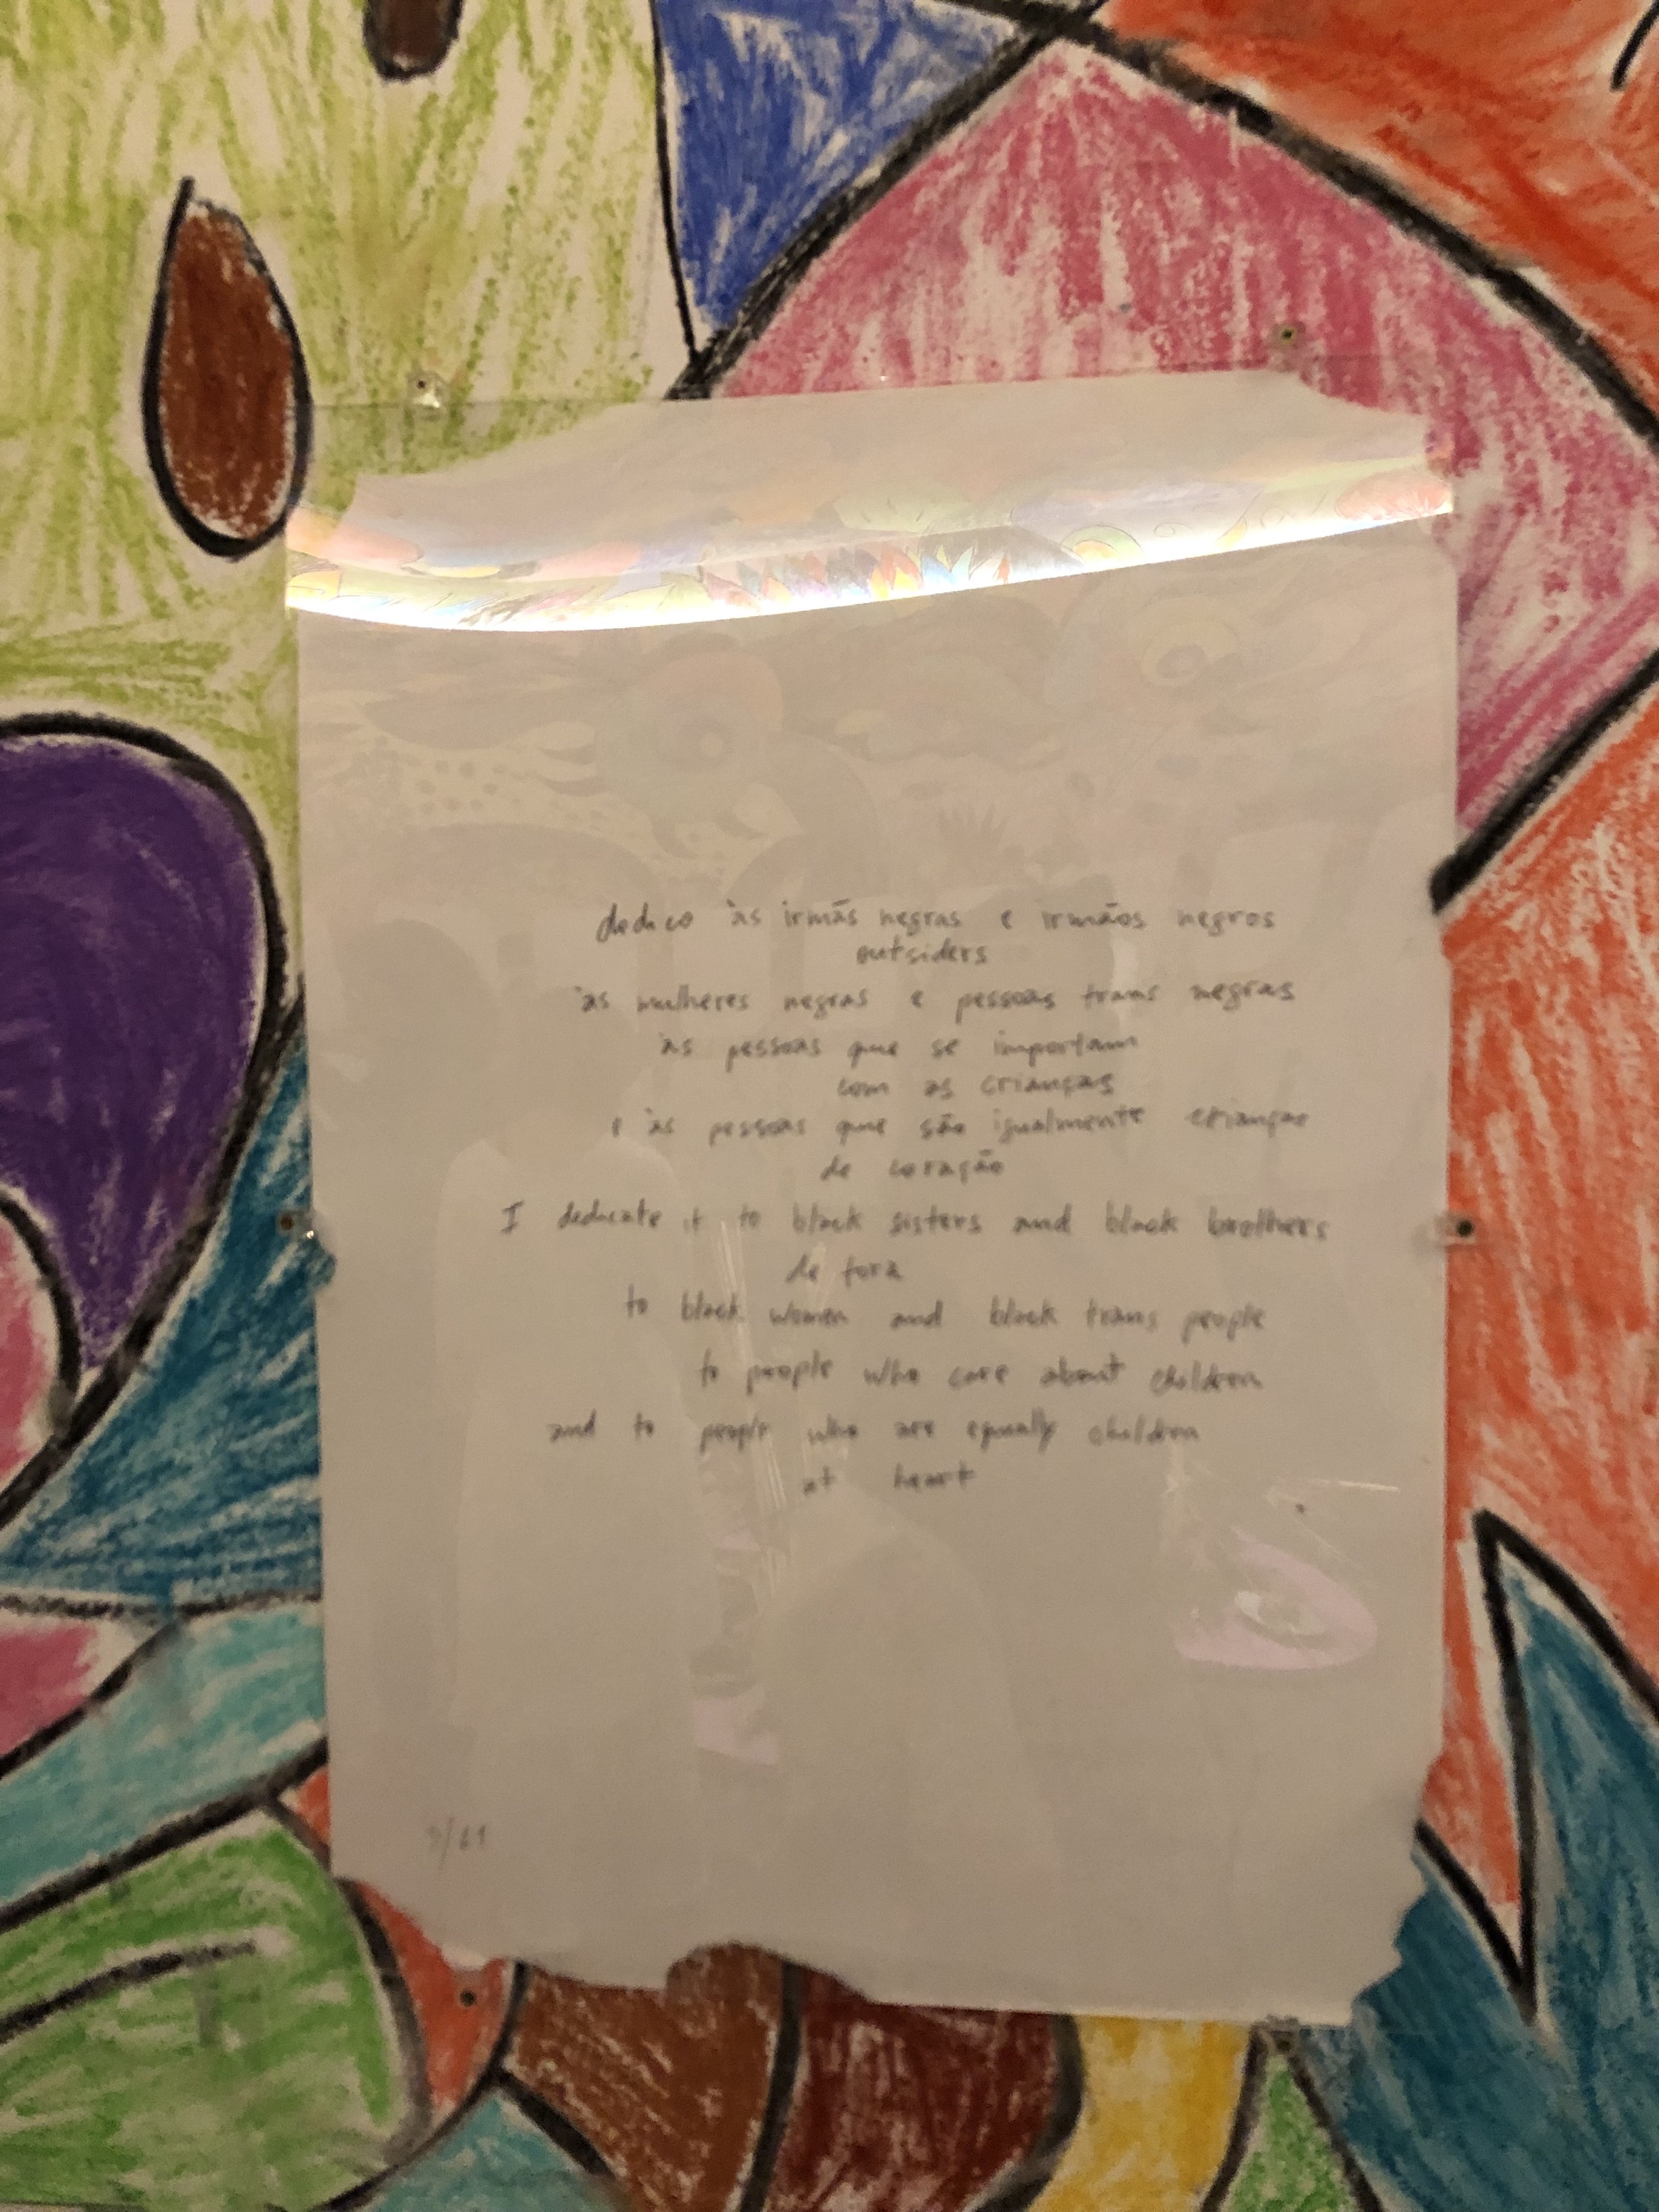 dedico às irmãs negras e irmãos negros
outsiders
às mulheres negras e pessoas trans negras
às pessoas que se importam
com as crianças
e às pessoas que são igualmente crianças
de coração
I dedicate it to black sisters and black brothers
de fora
to black women and black trans people
to people who care about children
and to people who are equally children
at heart